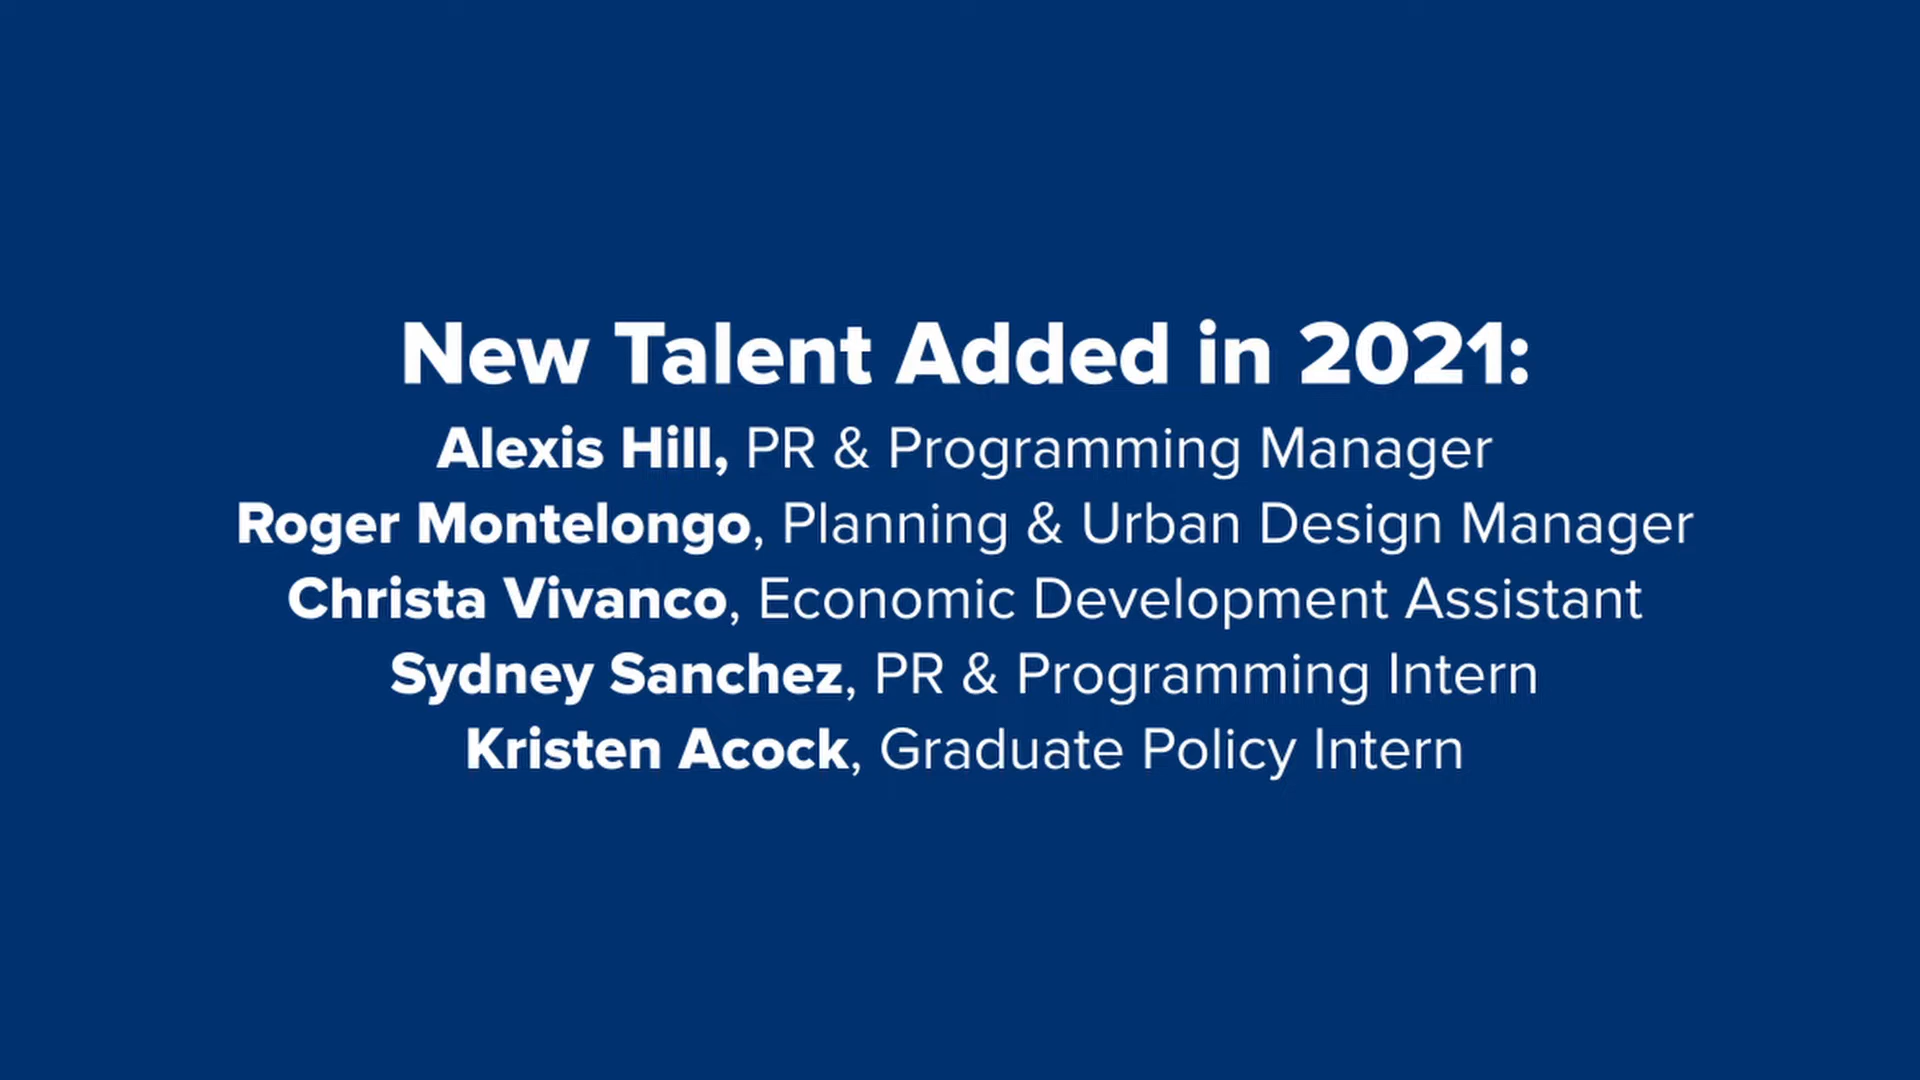 New Talent Added in 2021:
Alexis Hill, PR & Programming Manager
Roger Montelongo, Planning & Urban Design Manager
Christa Vivanco, Economic Development Assistant
Sydney Sanchez, PR & Programming Intern
Kristen Acock, Graduate Policy Intern